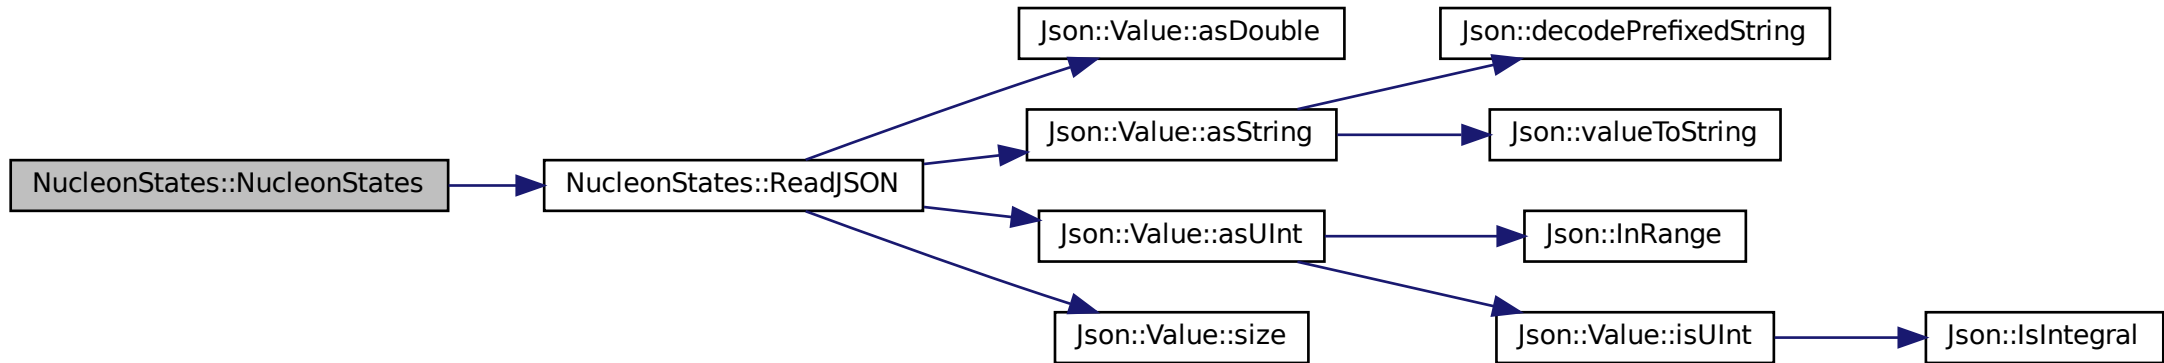 NucleonStates::NucleonStates
NucleonStates::ReadJSON
Json::Value::asDouble
Json::Value::asString
Json::Value::asUInt
Json::Value::size
Json::decodePrefixedString
Json::valueToString
Json::InRange
Json::Value::isUInt
Json::IsIntegral